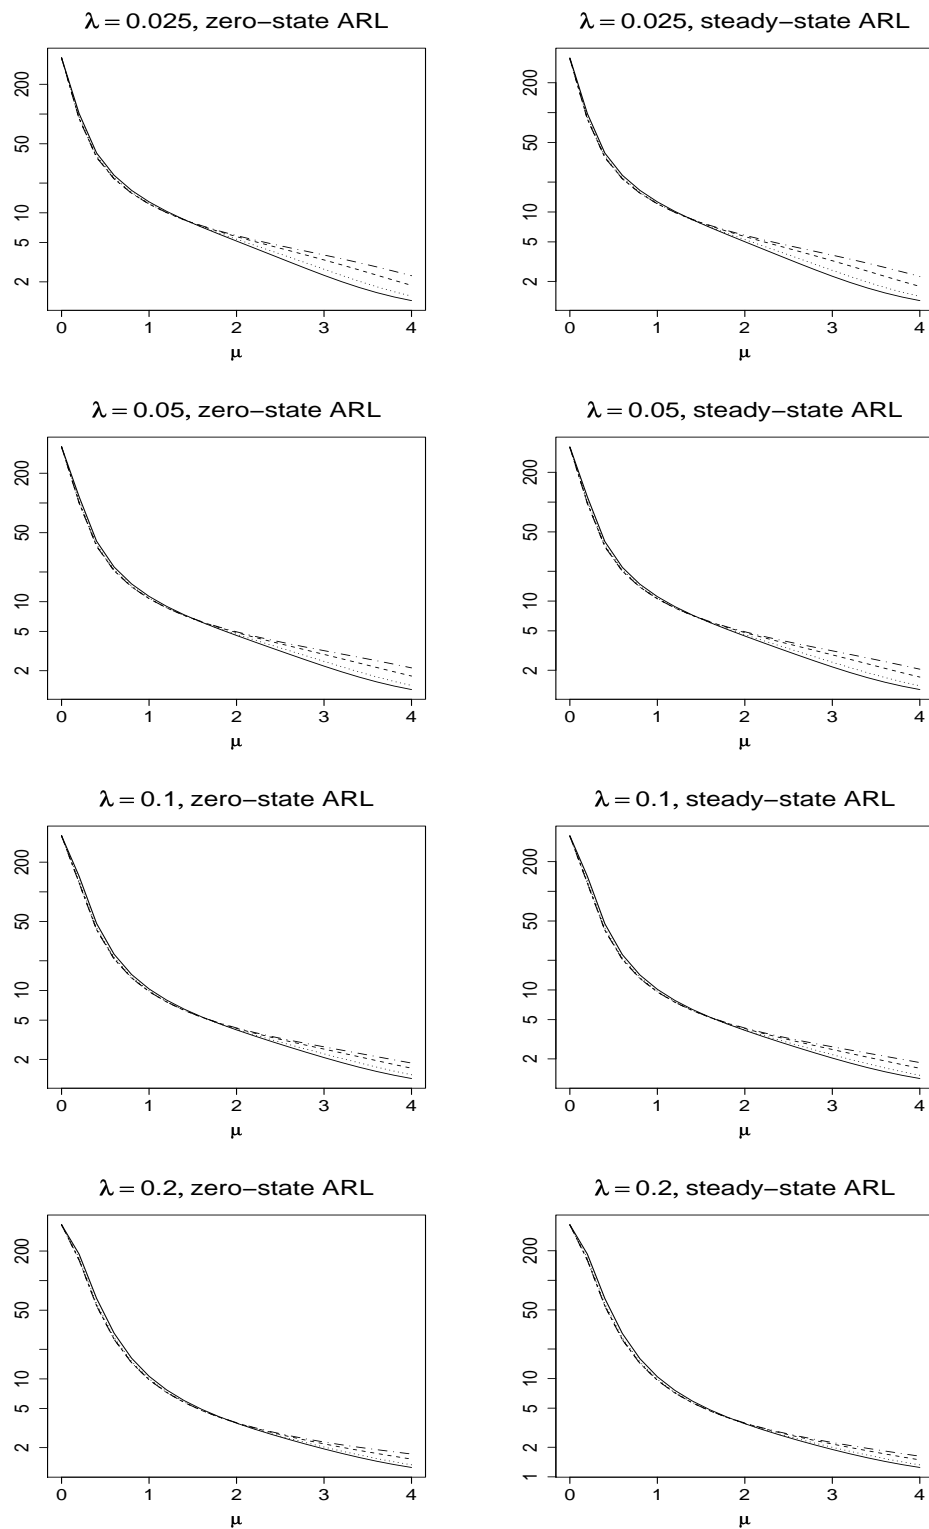 λ = 0.025, zero−state ARL
200
50
10
5
2
0 1 2 3 4
μ
λ = 0.025, steady−state ARL
200
50
10
5
2
0 1 2 3 4
μ
λ = 0.05, zero−state ARL
200
50
10
5
2
0 1 2 3 4
μ
λ = 0.05, steady−state ARL
200
50
10
5
2
0 1 2 3 4
μ
λ = 0.1, zero−state ARL
200
50
10
5
2
0 1 2 3 4
μ
λ = 0.1, steady−state ARL
200
50
10
5
2
0 1 2 3 4
μ
λ = 0.2, zero−state ARL
200
50
10
5
2
0 1 2 3 4
μ
λ = 0.2, steady−state ARL
200
50
10
5
2
1
0 1 2 3 4
μ